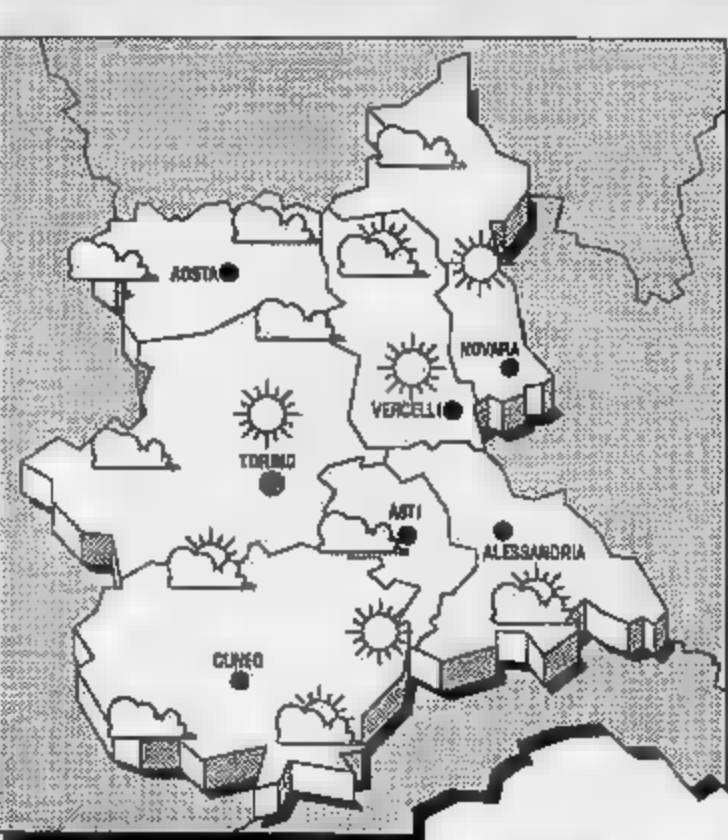 AOSTA
NOVARA
VERCELLI
TORINO
ASTI
ALESSANDRIA
CUNEO